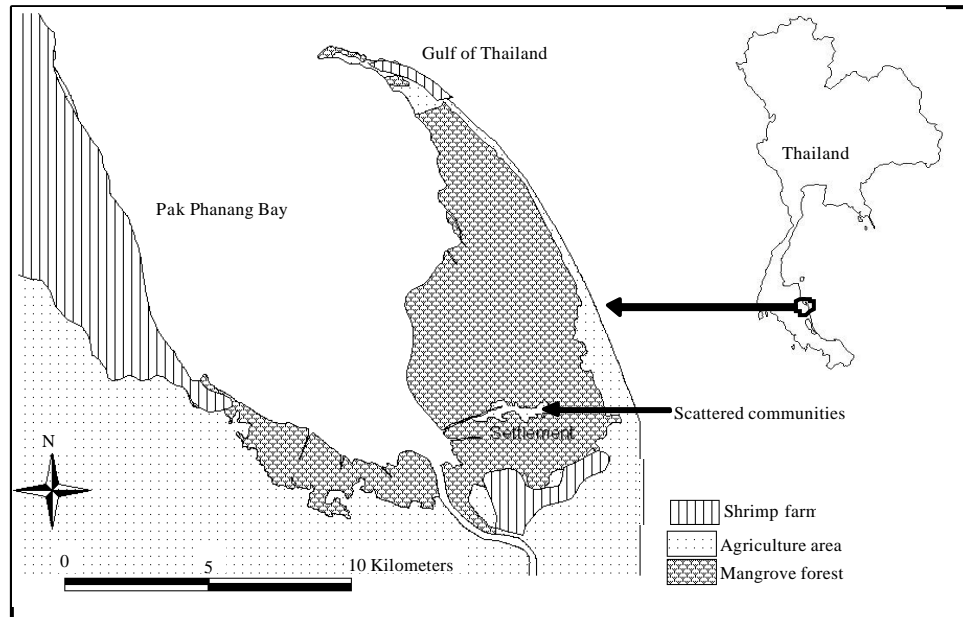 Gulf of Thailand
Thailand
Pak Phanang Bay
Scattered communities
Settlement
N
Shrimp farm
Agriculture area
Mangrove forest
0
5
10 Kilometers